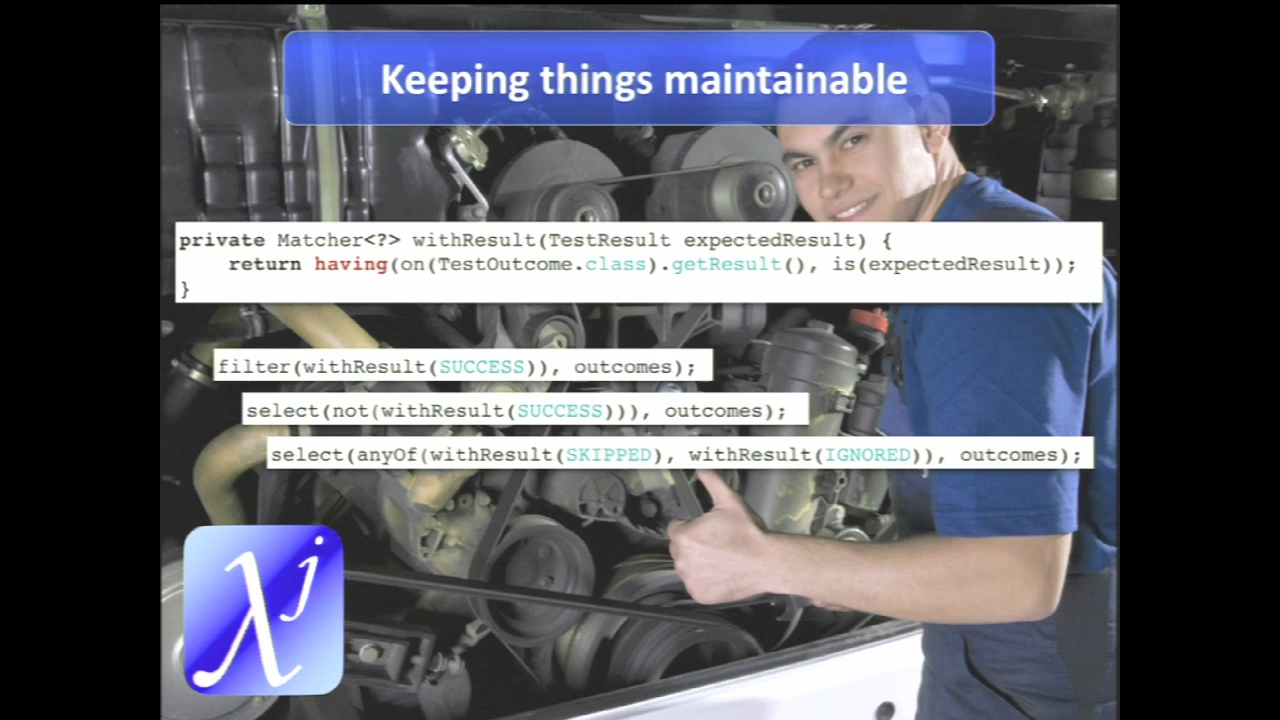 Keeping things maintainable
private Matcher<?> withResult(TestResult expectedResult) {
    return having(on(TestOutcome.class).getResult(), is(expectedResult));
}
filter(withResult(SUCCESS)), outcomes);
select(not(withResult(SUCCESS))), outcomes);
select(anyOf(withResult(SKIPPED), withResult(IGNORED)), outcomes);
λj